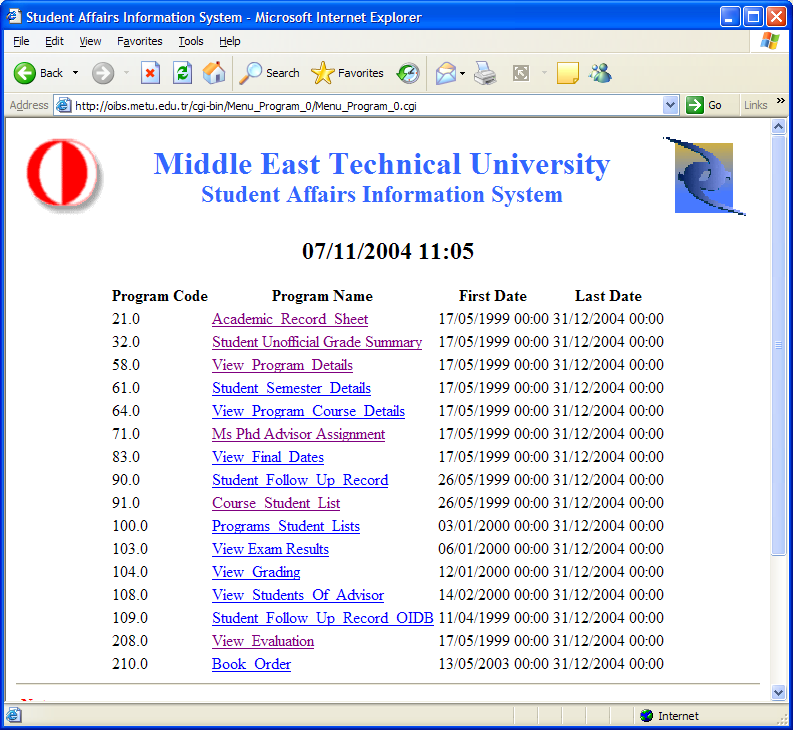 Student Affairs Information System - Microsoft Internet Explorer
File Edit View Favorites Tools Help
Back Search Favorites
Address http://oibs.metu.edu.tr/cgi-bin/Menu_Program_0/Menu_Program_0.cgi Go Links »
Middle East Technical University
Student Affairs Information System
07/11/2004 11:05
Program Code Program Name First Date Last Date
21.0 Academic_Record_Sheet 17/05/1999 00:00 31/12/2004 00:00
32.0 Student Unofficial Grade Summary 17/05/1999 00:00 31/12/2004 00:00
58.0 View_Program_Details 17/05/1999 00:00 31/12/2004 00:00
61.0 Student_Semester_Details 17/05/1999 00:00 31/12/2004 00:00
64.0 View_Program_Course_Details 17/05/1999 00:00 31/12/2004 00:00
71.0 Ms Phd Advisor Assignment 17/05/1999 00:00 31/12/2004 00:00
83.0 View_Final_Dates 17/05/1999 00:00 31/12/2004 00:00
90.0 Student_Follow_Up_Record 26/05/1999 00:00 31/12/2004 00:00
91.0 Course_Student_List 26/05/1999 00:00 31/12/2004 00:00
100.0 Programs_Student_Lists 03/01/2000 00:00 31/12/2004 00:00
103.0 View Exam Results 06/01/2000 00:00 31/12/2004 00:00
104.0 View_Grading 12/01/2000 00:00 31/12/2004 00:00
108.0 View_Students_Of_Advisor 14/02/2000 00:00 31/12/2004 00:00
109.0 Student_Follow_Up_Record_OIDB 11/04/1999 00:00 31/12/2004 00:00
208.0 View_Evaluation 17/05/1999 00:00 31/12/2004 00:00
210.0 Book_Order 13/05/2003 00:00 31/12/2004 00:00
Internet